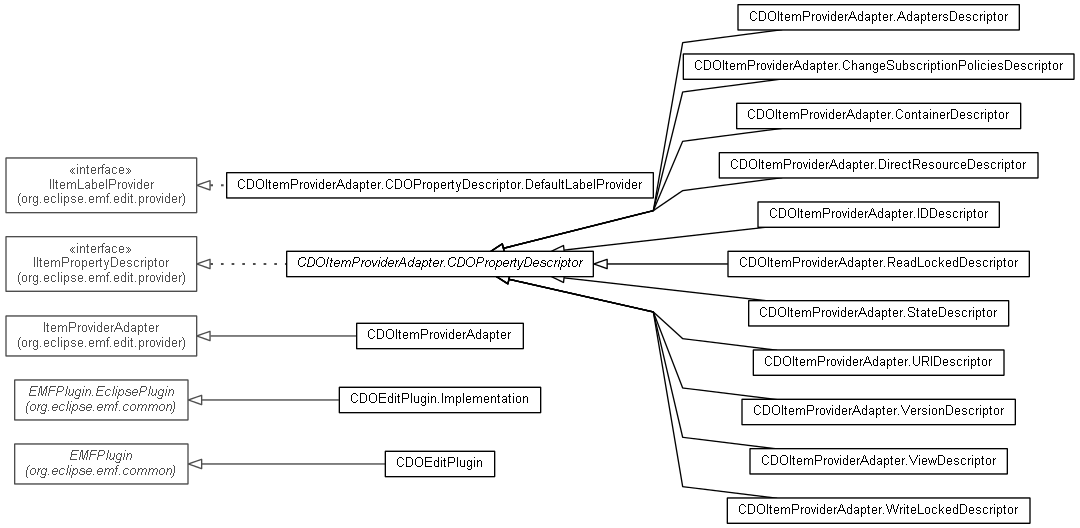 CDOItemProviderAdapter.AdaptersDescriptor
CDOItemProviderAdapter.ChangeSubscriptionPoliciesDescriptor
CDOItemProviderAdapter.ContainerDescriptor
CDOItemProviderAdapter.DirectResourceDescriptor
«interface»
IItemLabelProvider
(org.eclipse.emf.edit.provider)
CDOItemProviderAdapter.CDOPropertyDescriptor.DefaultLabelProvider
CDOItemProviderAdapter.IDDescriptor
«interface»
IItemPropertyDescriptor
(org.eclipse.emf.edit.provider)
CDOItemProviderAdapter.CDOPropertyDescriptor
CDOItemProviderAdapter.ReadLockedDescriptor
CDOItemProviderAdapter.StateDescriptor
ItemProviderAdapter
(org.eclipse.emf.edit.provider)
CDOItemProviderAdapter
CDOItemProviderAdapter.URIDescriptor
EMFPlugin.EclipsePlugin
(org.eclipse.emf.common)
CDOEditPlugin.Implementation
CDOItemProviderAdapter.VersionDescriptor
EMFPlugin
(org.eclipse.emf.common)
CDOEditPlugin
CDOItemProviderAdapter.ViewDescriptor
CDOItemProviderAdapter.WriteLockedDescriptor